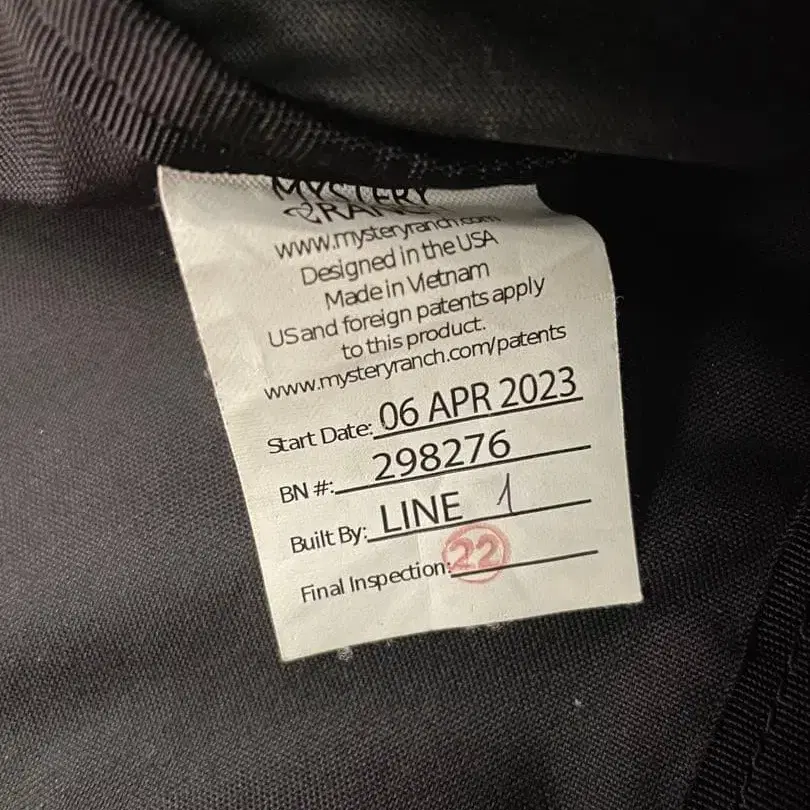 MYSTERY
RANCH
www.mysteryranch.com
Designed in the USA
Made in Vietnam
US and foreign patents apply
to this product.
www.mysteryranch.com/patents
Start Date: 06 APR 2023
BN #: 298276
Built By: LINE 1
Final Inspection: 22